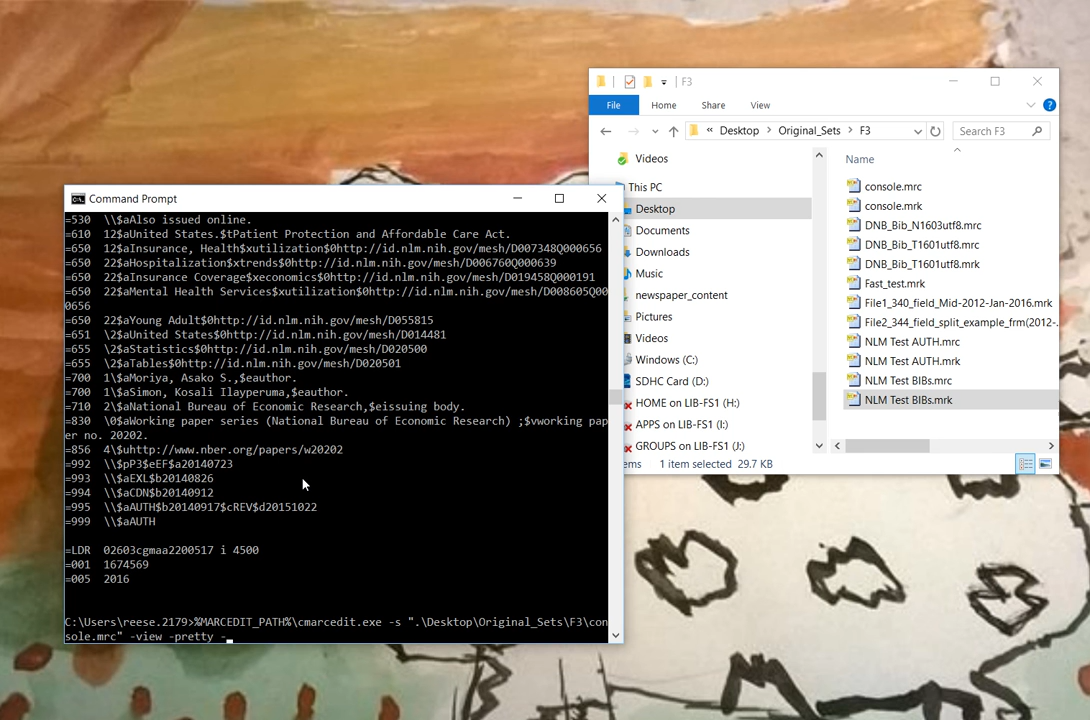 F3
File
Home
Share
View
Desktop
Original_Sets
F3
Search F3
Videos
This PC
Desktop
Documents
Downloads
Music
newspaper_content
Pictures
Videos
Windows (C:)
SDHC Card (D:)
HOME on LIB-FS1 (H:)
APPS on LIB-FS1 (I:)
GROUPS on LIB-FS1 (J:)
Name
console.mrc
console.mrk
DNB_Bib_N1603utf8.mrc
DNB_Bib_T1601utf8.mrc
DNB_Bib_T1601utf8.mrk
Fast_test.mrk
File1_340_field_Mid-2012-Jan-2016.mrk
File2_344_field_split_example_frm(2012-.
NLM Test AUTH.mrc
NLM Test AUTH.mrk
NLM Test BIBs.mrc
NLM Test BIBs.mrk
ems 1 item selected 29.7 KB
Command Prompt
=530  \\$aAlso issued online.
=610  12$aUnited States.$tPatient Protection and Affordable Care Act.
=650  12$aInsurance, Health$xutilization$0http://id.nlm.nih.gov/mesh/D007348Q000656
=650  12$aHospitalization$xtrends$0http://id.nlm.nih.gov/mesh/D006760Q000639
=650  22$aInsurance Coverage$xeconomics$0http://id.nlm.nih.gov/mesh/D019458Q000191
=650  22$aMental Health Services$xutilization$0http://id.nlm.nih.gov/mesh/D008605Q00
0656
=650  22$aYoung Adult$0http://id.nlm.nih.gov/mesh/D055815
=651  \2$aUnited States$0http://id.nlm.nih.gov/mesh/D014481
=655  \2$aStatistics$0http://id.nlm.nih.gov/mesh/D020500
=655  \2$aTables$0http://id.nlm.nih.gov/mesh/D020501
=700  1\$aMoriya, Asako S.,$eauthor.
=700  1\$aSimon, Kosali Ilayperuma,$eauthor.
=710  2\$aNational Bureau of Economic Research,$eissuing body.
=830  \0$aWorking paper series (National Bureau of Economic Research) ;$vworking pap
er no. 20202.
=856  4\$uhttp://www.nber.org/papers/w20202
=992  \\$pP3$eEF$a20140723
=993  \\$aEXL$b20140826
=994  \\$aCDN$b20140912
=995  \\$aAUTH$b20140917$cREV$d20151022
=999  \\$aAUTH
=LDR  02603cgmaa2200517 i 4500
=001  1674569
=005  2016
C:\Users\reese.2179>%MARCEDIT_PATH%\cmarcedit.exe -s ".\Desktop\Original_Sets\F3\con
sole.mrc" -view -pretty -